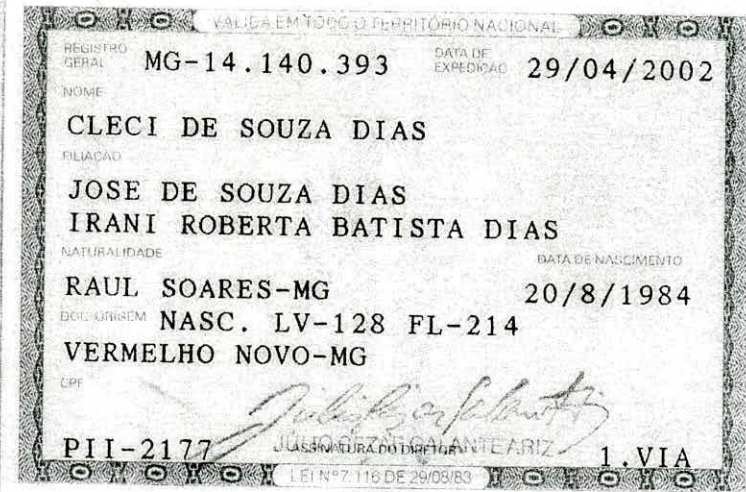 VÁLIDA EM TODO O TERRITÓRIO NACIONAL
REGISTRO GERAL MG-14.140.393 DATA DE EXPEDIÇÃO 29/04/2002
NOME
CLECI DE SOUZA DIAS
FILIAÇÃO
JOSE DE SOUZA DIAS
IRANI ROBERTA BATISTA DIAS
NATURALIDADE DATA DE NASCIMENTO
RAUL SOARES-MG 20/8/1984
DOC. ORIGEM NASC. LV-128 FL-214
VERMELHO NOVO-MG
CPF
PII-2177 ASSINATURA DO DIRETOR 1.VIA
LEI Nº 7.116 DE 29/08/83